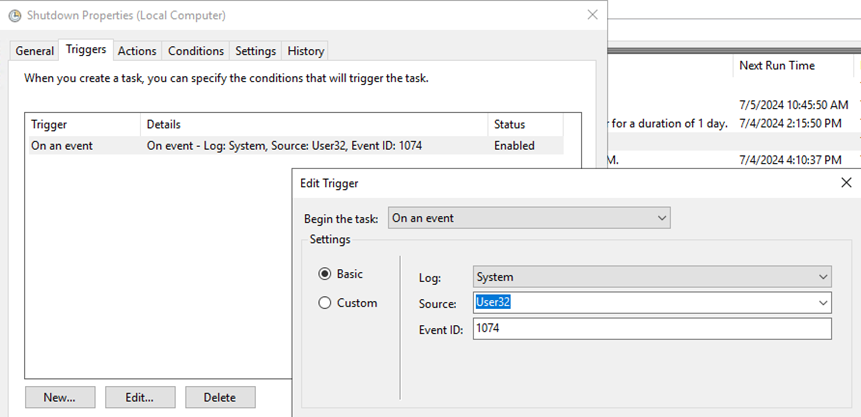 Shutdown Properties (Local Computer)
General Triggers Actions Conditions Settings History
When you create a task, you can specify the conditions that will trigger the task.
Trigger Details Status
On an event On event - Log: System, Source: User32, Event ID: 1074 Enabled
New... Edit... Delete
Next Run Time
7/5/2024 10:45:50 AM
r for a duration of 1 day. 7/4/2024 2:15:50 PM
M. 7/4/2024 4:10:37 PM
Edit Trigger
Begin the task: On an event
Settings
Basic
Custom
Log: System
Source: User32
Event ID: 1074